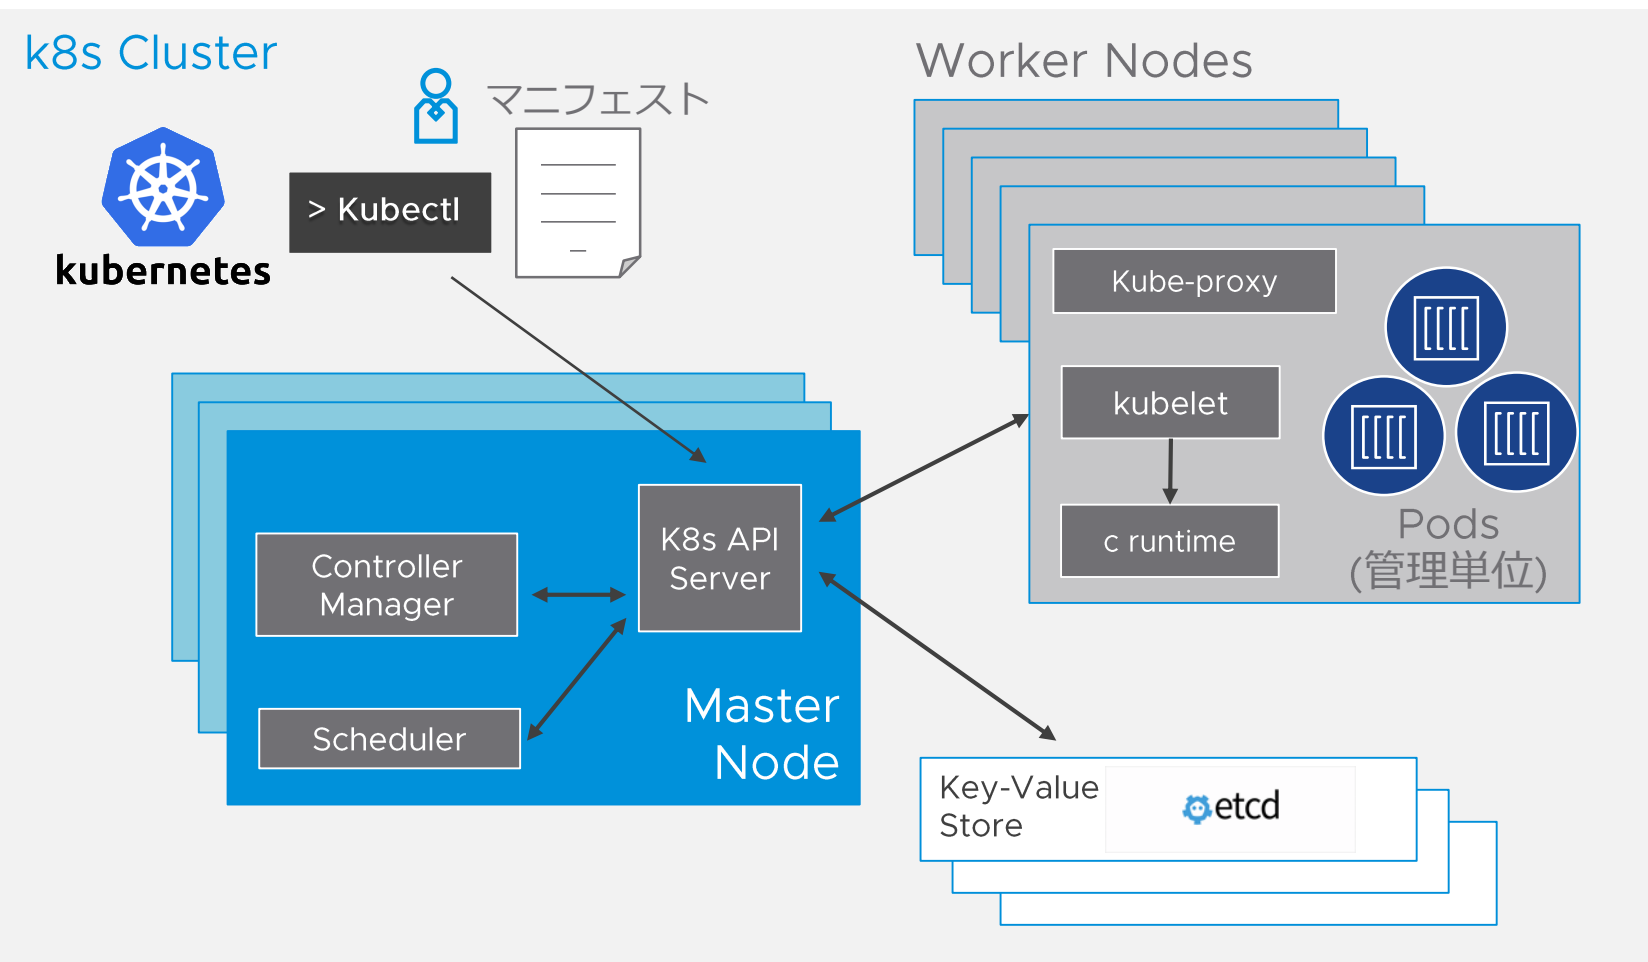 k8s Cluster
マニフェスト
kubernetes
> Kubectl
Worker Nodes
Kube-proxy
kubelet
c runtime
Pods
(管理単位)
K8s API
Server
Controller
Manager
Scheduler
Master
Node
Key-Value
Store
etcd